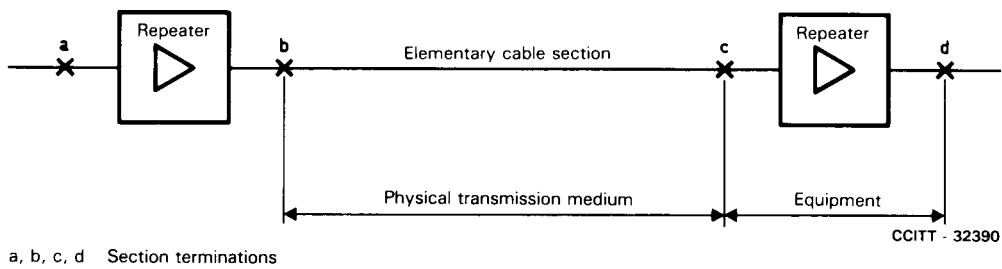 Repeater
Repeater
a
b
Elementary cable section
c
d
Physical transmission medium
Equipment
CCITT - 32390
a, b, c, d Section terminations